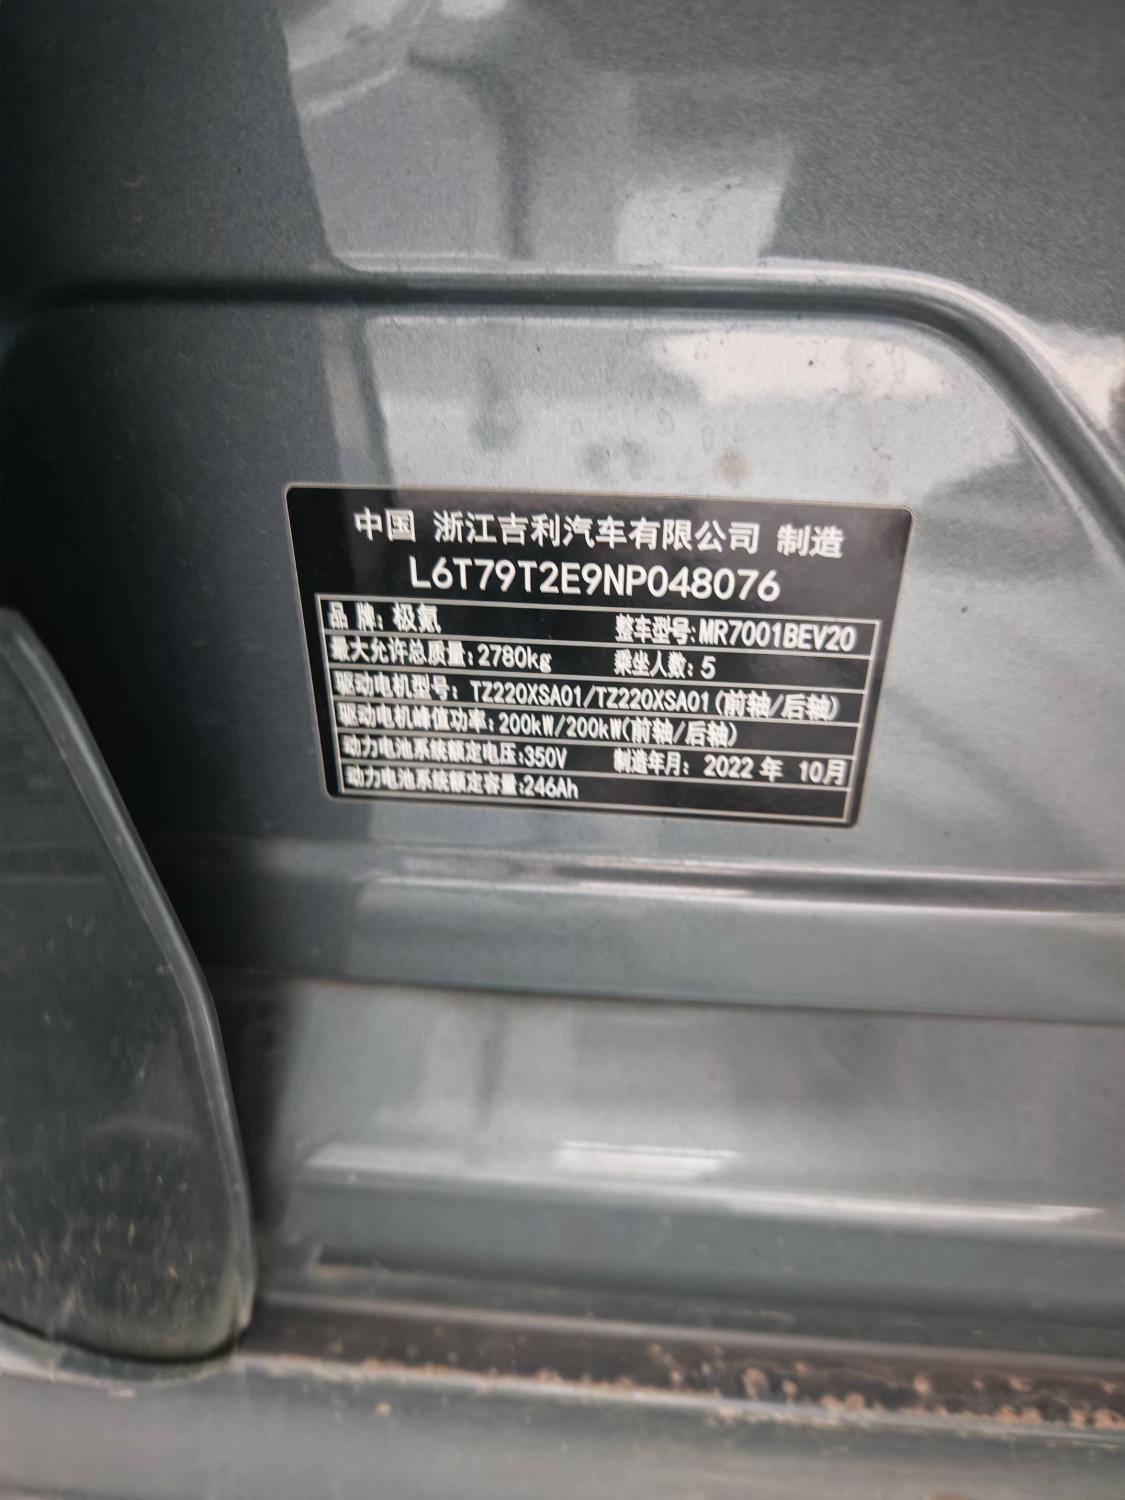 中国 浙江吉利汽车有限公司 制造
L6T79T2E9NP048076
品 牌: 极氪 整车型号: MR7001BEV20
最大允许总质量: 2780kg 乘坐人数: 5
驱动电机型号: TZ220XSA01/TZ220XSA01(前轴/后轴)
驱动电机峰值功率: 200kW/200kW(前轴/后轴)
动力电池系统额定电压: 350V 制造年月: 2022 年 10月
动力电池系统额定容量: 246Ah